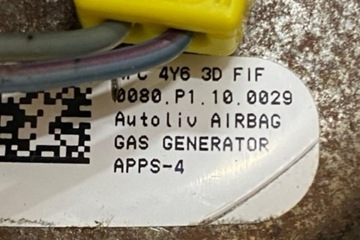 4Y6 3D FIF
0080.P1.10.0029
Autoliv AIRBAG
GAS GENERATOR
APPS-4